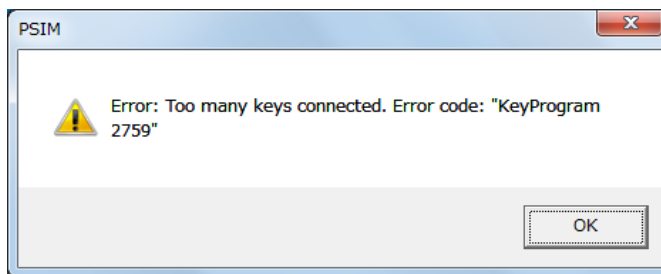 PSIM
Error: Too many keys connected. Error code: "KeyProgram
2759"
OK